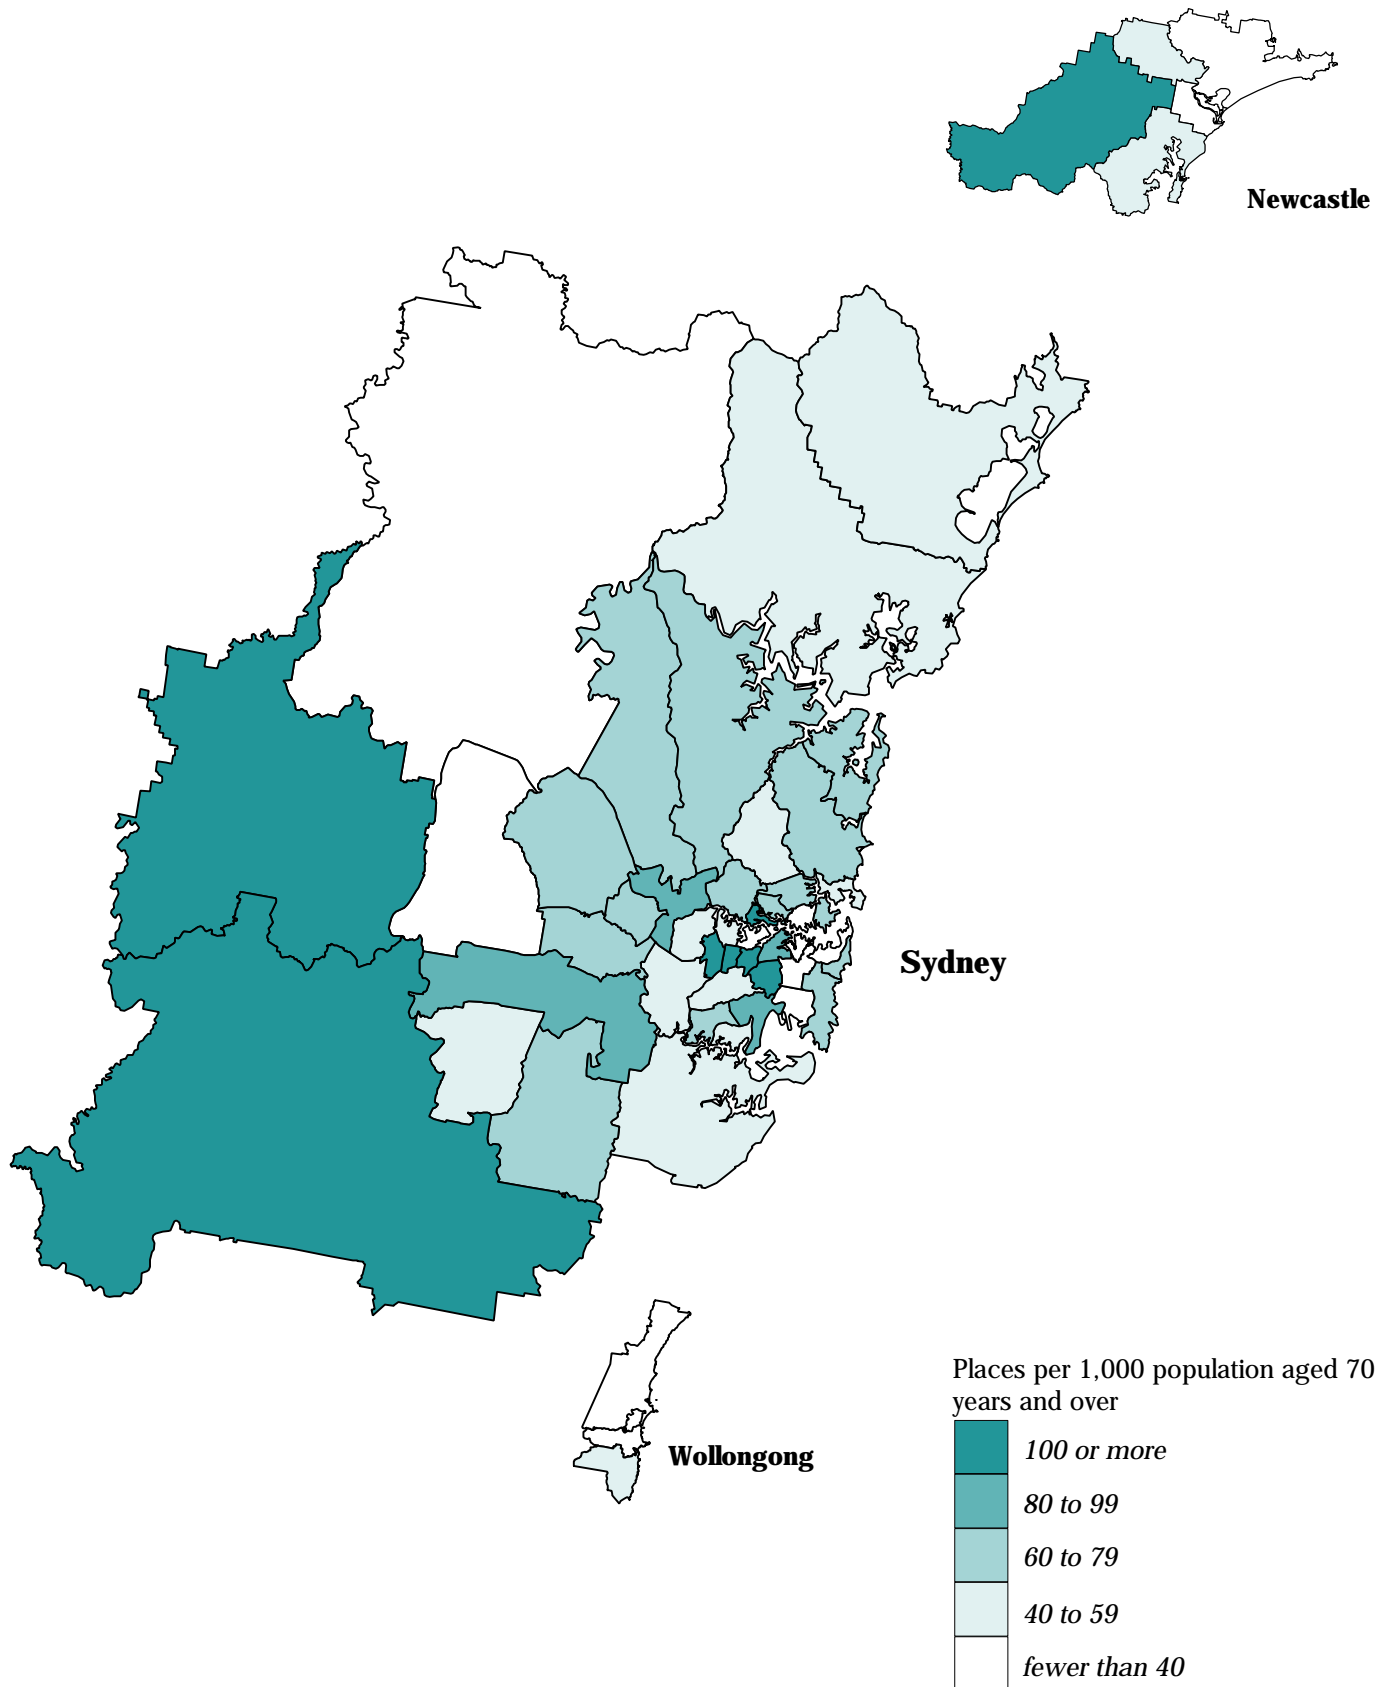 Newcastle
Sydney
Wollongong
Places per 1,000 population aged 70
years and over
100 or more
80 to 99
60 to 79
40 to 59
fewer than 40